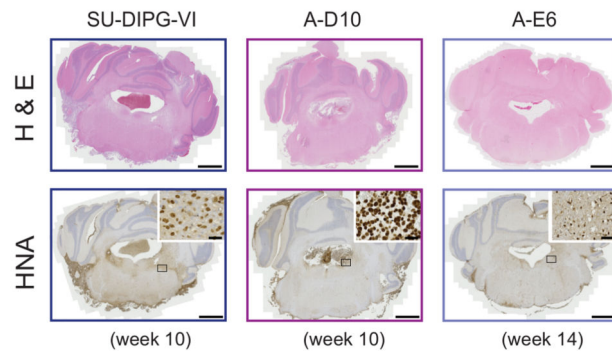 SU-DIPG-VI A-D10 A-E6
H & E
HNA
(week 10) (week 10) (week 14)